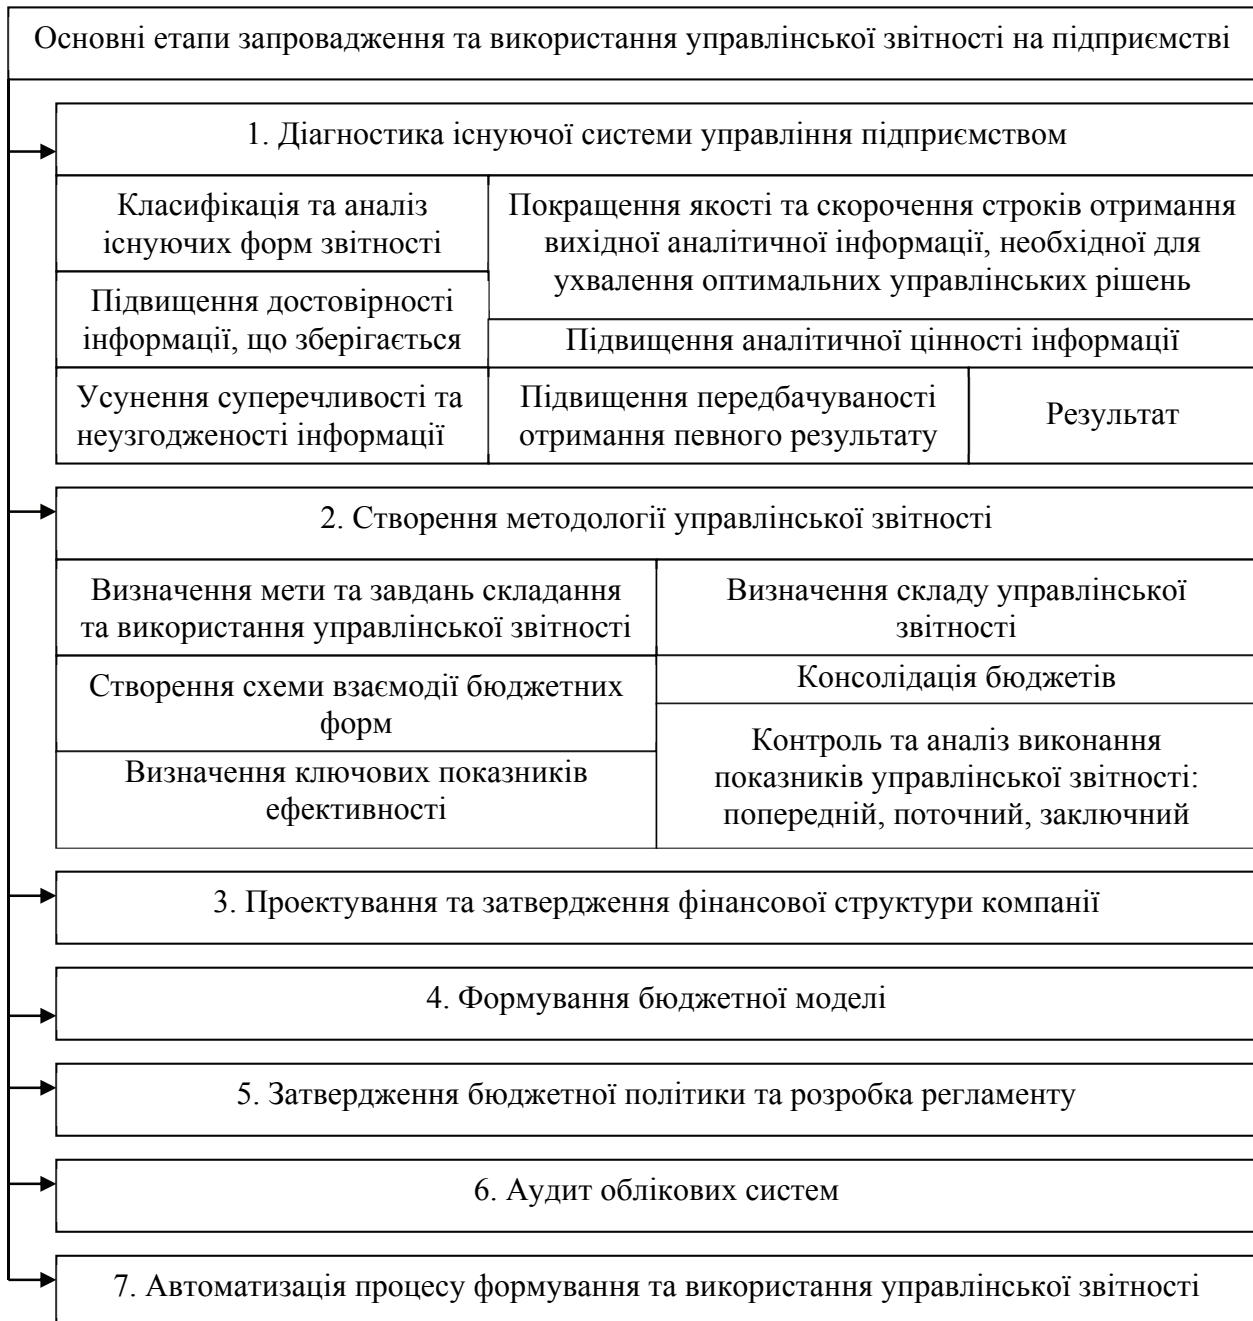 Основні етапи запровадження та використання управлінської звітності на підприємстві
1. Діагностика існуючої системи управління підприємством
Класифікація та аналіз
існуючих форм звітності
Покращення якості та скорочення строків отримання
вихідної аналітичної інформації, необхідної для
ухвалення оптимальних управлінських рішень
Підвищення достовірності
інформації, що зберігається
Підвищення аналітичної цінності інформації
Усунення суперечливості та
неузгодженості інформації
Підвищення передбачуваності
отримання певного результату
Результат
2. Створення методології управлінської звітності
Визначення мети та завдань складання
та використання управлінської звітності
Визначення складу управлінської
звітності
Створення схеми взаємодії бюджетних
форм
Консолідація бюджетів
Визначення ключових показників
ефективності
Контроль та аналіз виконання
показників управлінської звітності:
попередній, поточний, заключний
3. Проектування та затвердження фінансової структури компанії
4. Формування бюджетної моделі
5. Затвердження бюджетної політики та розробка регламенту
6. Аудит облікових систем
7. Автоматизація процесу формування та використання управлінської звітності